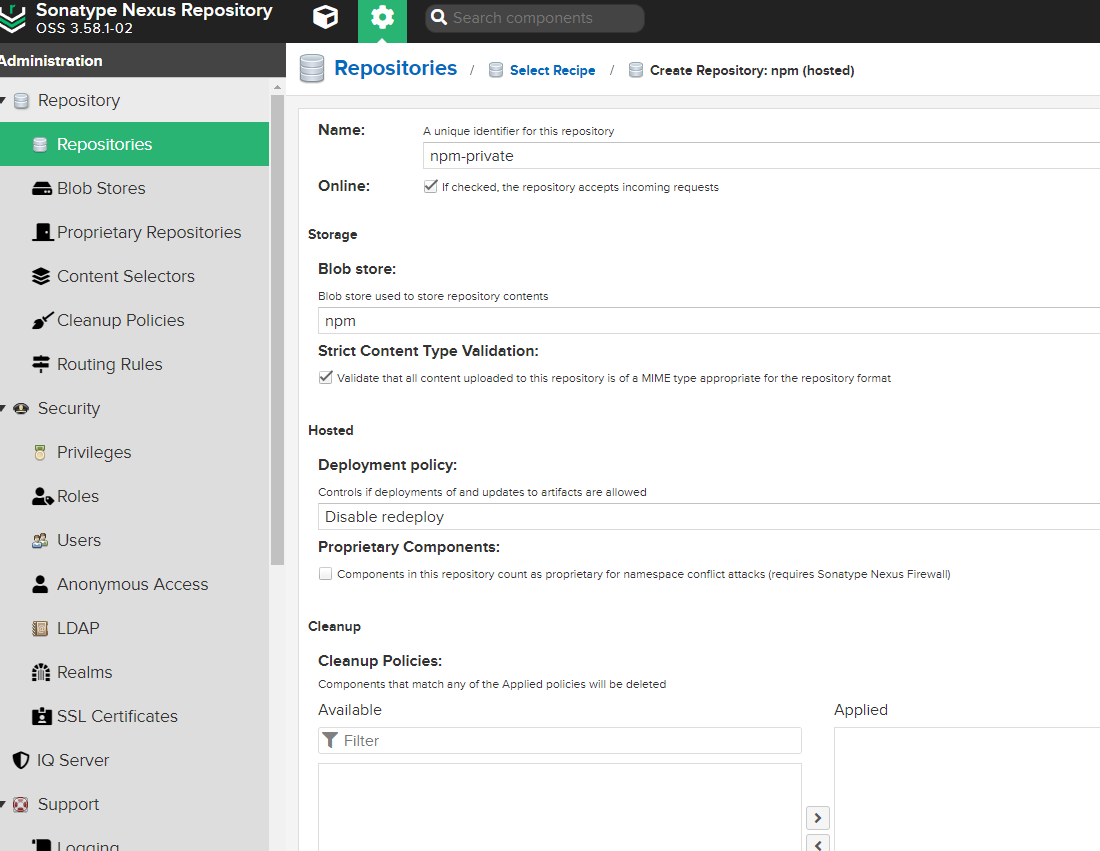 Sonatype Nexus Repository
OSS 3.58.1-02
Search components
Administration
Repositories / Select Recipe / Create Repository: npm (hosted)
Repository
Repositories
Blob Stores
Proprietary Repositories
Content Selectors
Cleanup Policies
Routing Rules
Security
Privileges
Roles
Users
Anonymous Access
LDAP
Realms
SSL Certificates
IQ Server
Support
Logging
Name:
A unique identifier for this repository
npm-private
Online:
If checked, the repository accepts incoming requests
Storage
Blob store:
Blob store used to store repository contents
npm
Strict Content Type Validation:
Validate that all content uploaded to this repository is of a MIME type appropriate for the repository format
Hosted
Deployment policy:
Controls if deployments of and updates to artifacts are allowed
Disable redeploy
Proprietary Components:
Components in this repository count as proprietary for namespace conflict attacks (requires Sonatype Nexus Firewall)
Cleanup
Cleanup Policies:
Components that match any of the Applied policies will be deleted
Available
Filter
Applied